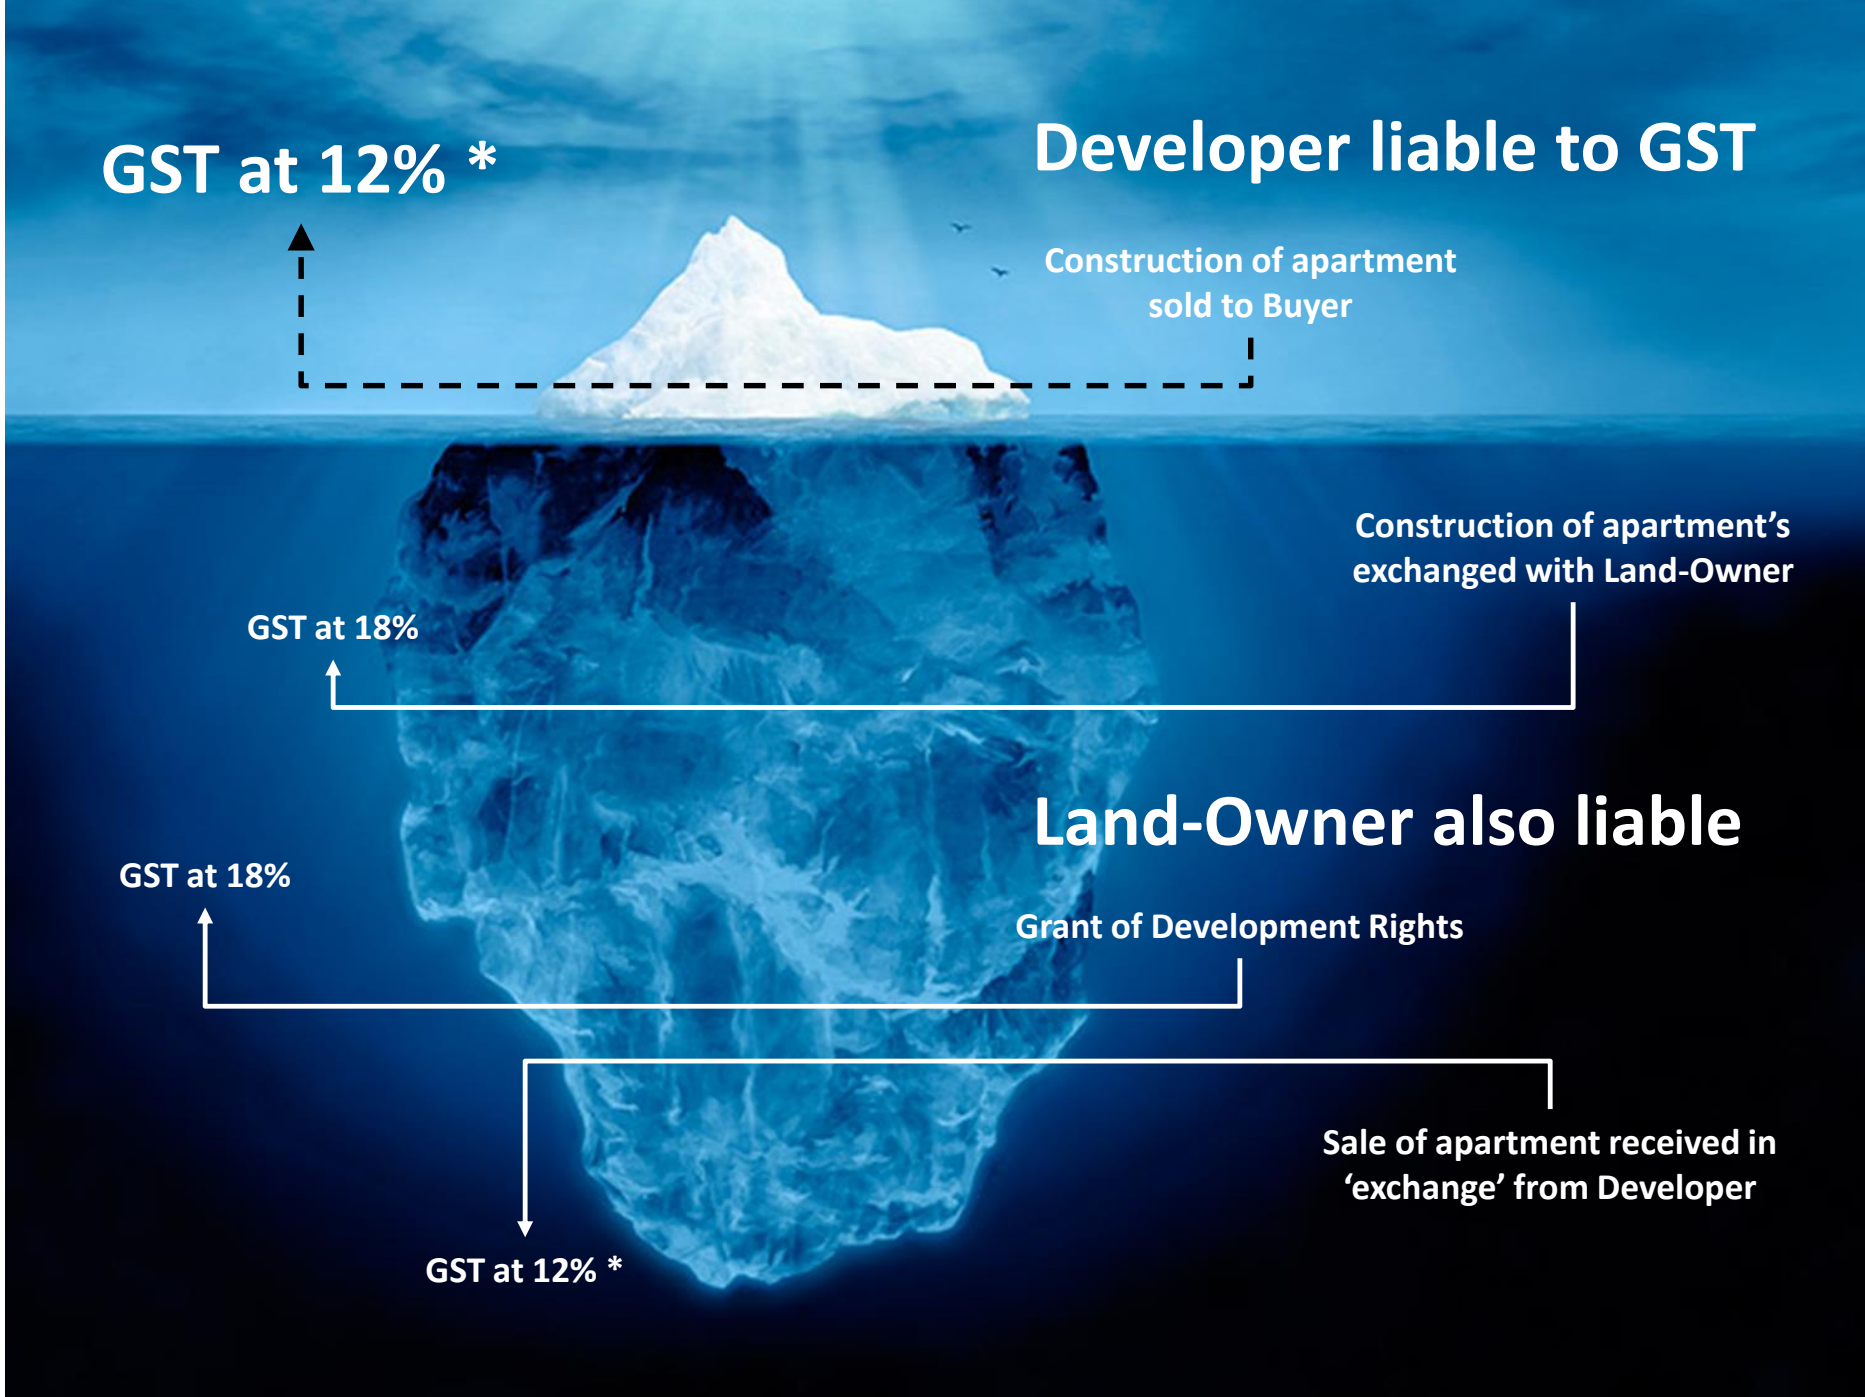 GST at 12% *
Developer liable to GST
Construction of apartment
sold to Buyer
Construction of apartment's
exchanged with Land-Owner
GST at 18%
Land-Owner also liable
GST at 18%
Grant of Development Rights
Sale of apartment received in
‘exchange’ from Developer
GST at 12% *